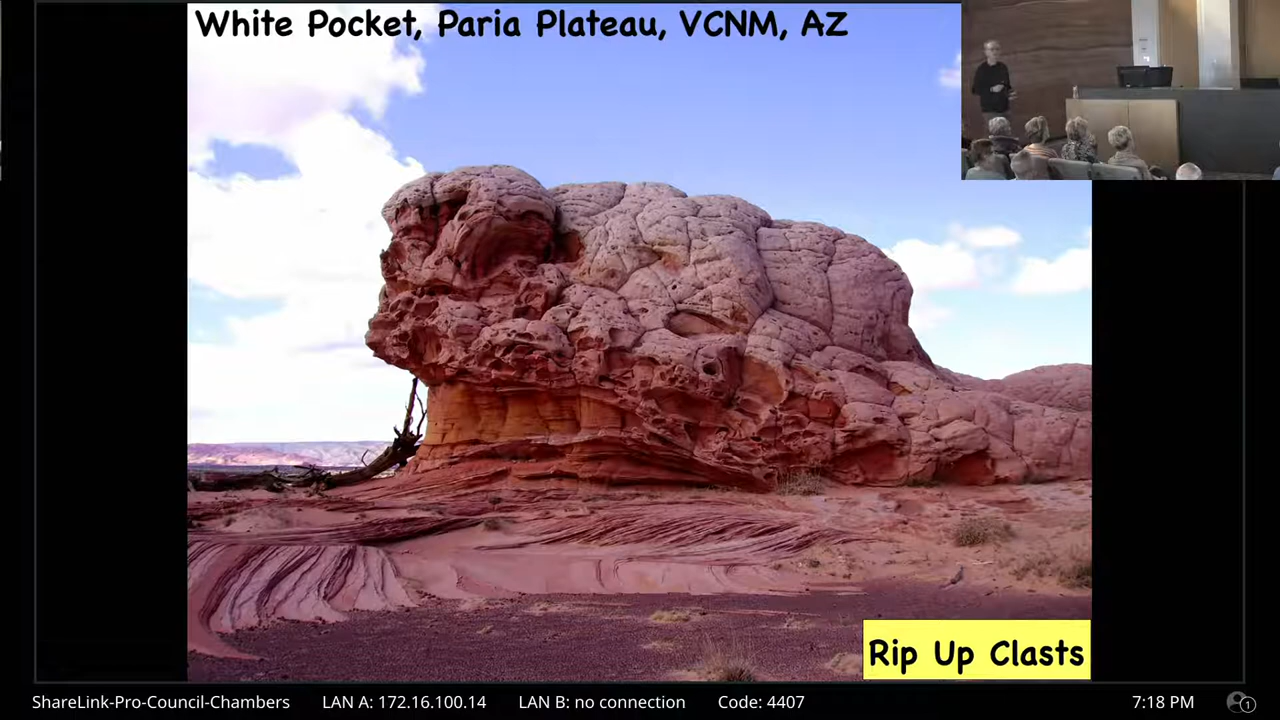 White Pocket, Paria Plateau, VCNM, AZ
Rip Up Clasts
ShareLink-Pro-Council-Chambers LAN A: 172.16.100.14 LAN B: no connection Code: 4407 7:18 PM 1